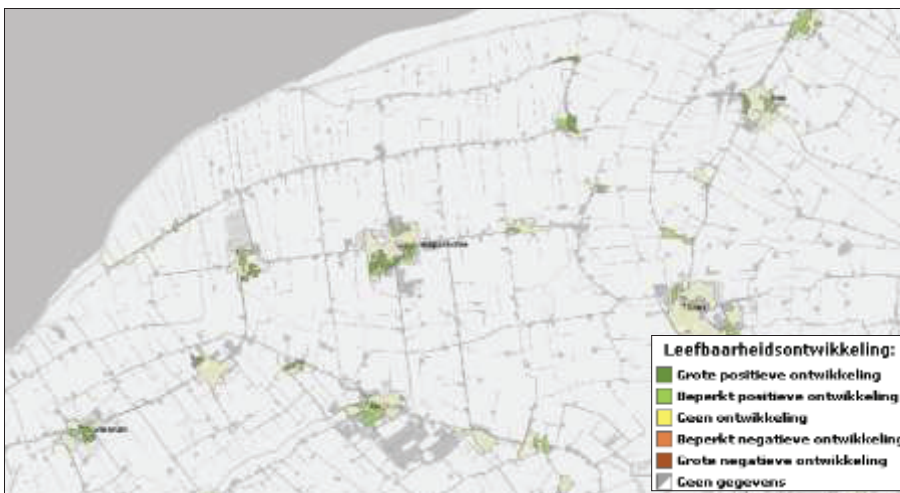 Leefbaarheidsontwikkeling:
Grote positieve ontwikkeling
Beperkt positieve ontwikkeling
Geen ontwikkeling
Beperkt negatieve ontwikkeling
Grote negatieve ontwikkeling
Geen gegevens